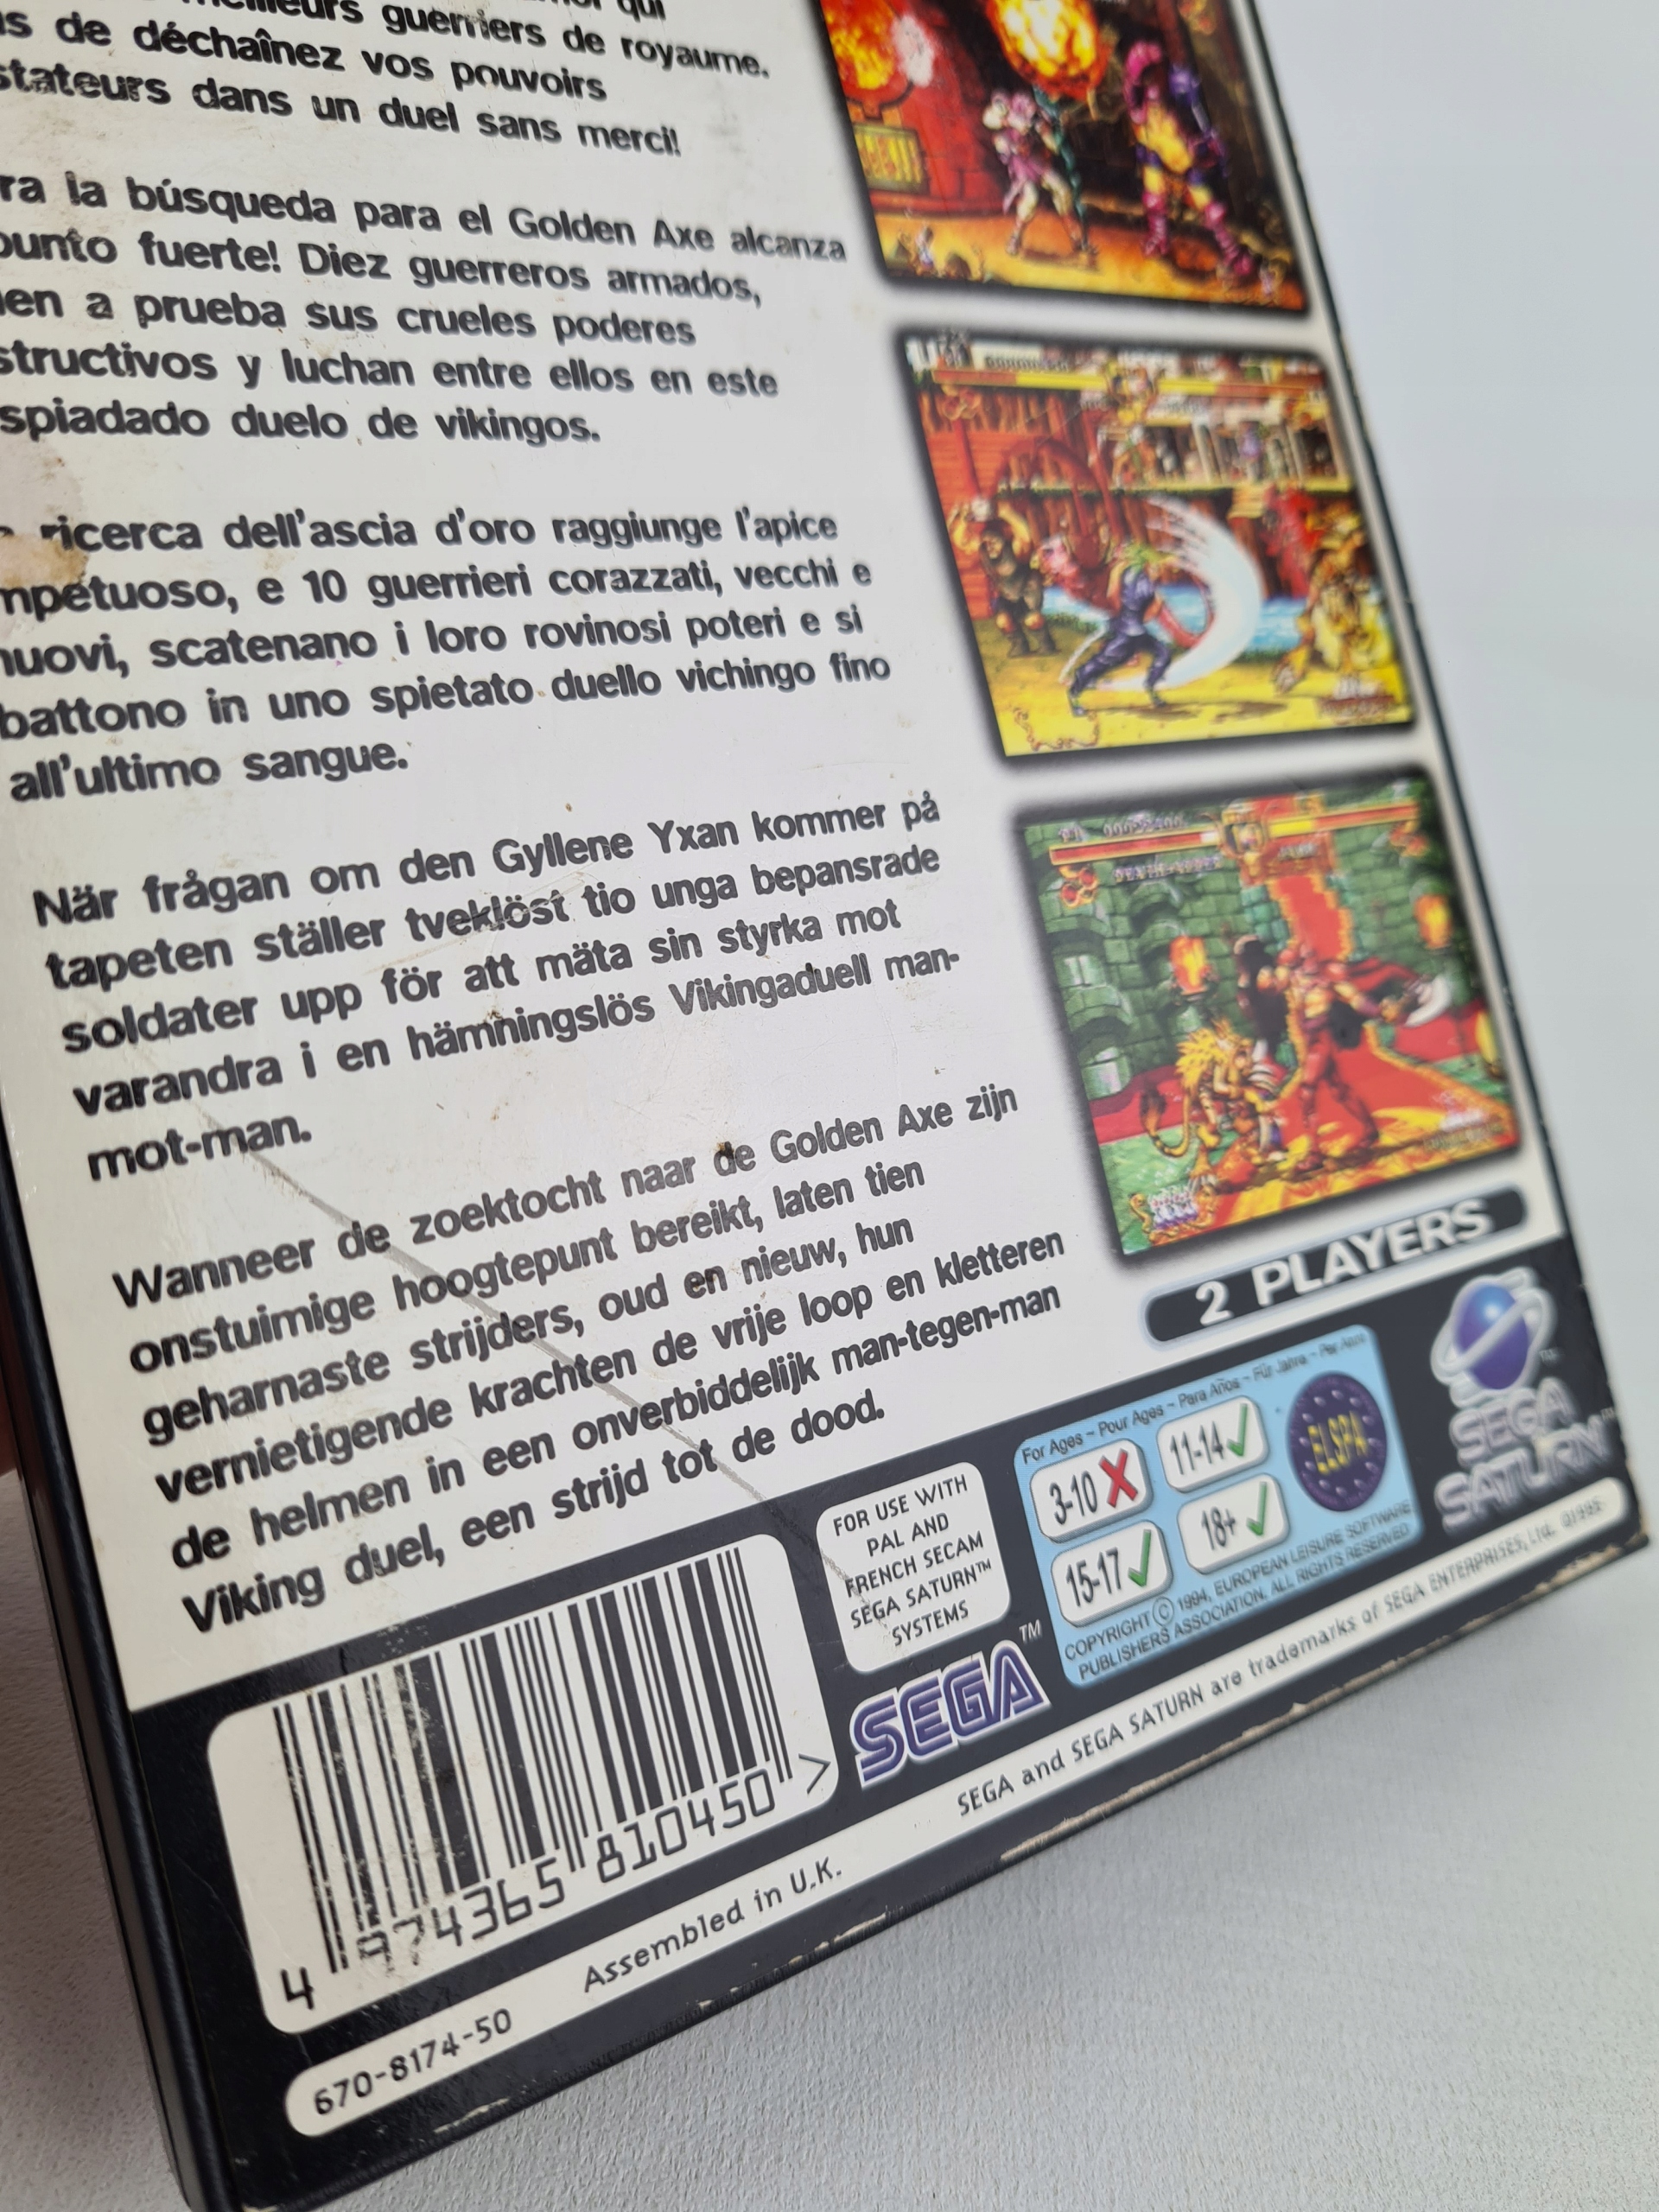 meilleurs guerriers de royaume.
de déchaînez vos pouvoirs
dans un duel sans merci!
la búsqueda para el Golden Axe alcanza
punto fuerte! Diez guerreros armados,
a prueba sus crueles poderes
structivos y luchan entre ellos en este
spiadado duelo de vikingos.
ricerca dell'ascia d'oro raggiunge l'apice
mpetuoso, e 10 guerrieri corazzati, vecchi e
nuovi, scatenano i loro rovinosi poteri e si
battono in uno spietato duello vichingo fino
all'ultimo sangue.
När frågan om den Gyllene Yxan kommer på
tapeten ställer tveklöst tio unga bepansrade
soldater upp för att mäta sin styrka mot
varandra i en hämningslös Vikingaduell man-
mot-man.
Wanneer de zoektocht naar de Golden Axe zijn
onstuimige hoogtepunt bereikt, laten tien
geharnaste strijders, oud en nieuw, hun
vernietigende krachten de vrije loop en kletteren
de helmen in een onverbiddelijk man-tegen-man
Viking duel, een strijd tot de dood.
2 PLAYERS
FOR USE WITH
PAL AND
FRENCH SECAM
SEGA SATURN™
SYSTEMS
SEGA™
For Ages ~ Pour Ages ~ Para Años ~ Für Jahre ~ Per Anni
3-10
11-14
15-17
18+
ELSPA
COPYRIGHT © 1994, EUROPEAN LEISURE SOFTWARE
PUBLISHERS ASSOCIATION. ALL RIGHTS RESERVED
SEGA
SATURN
4 974365 810450 >
670-8174-50
Assembled in U.K.
SEGA and SEGA SATURN are trademarks of SEGA ENTERPRISES, Ltd.